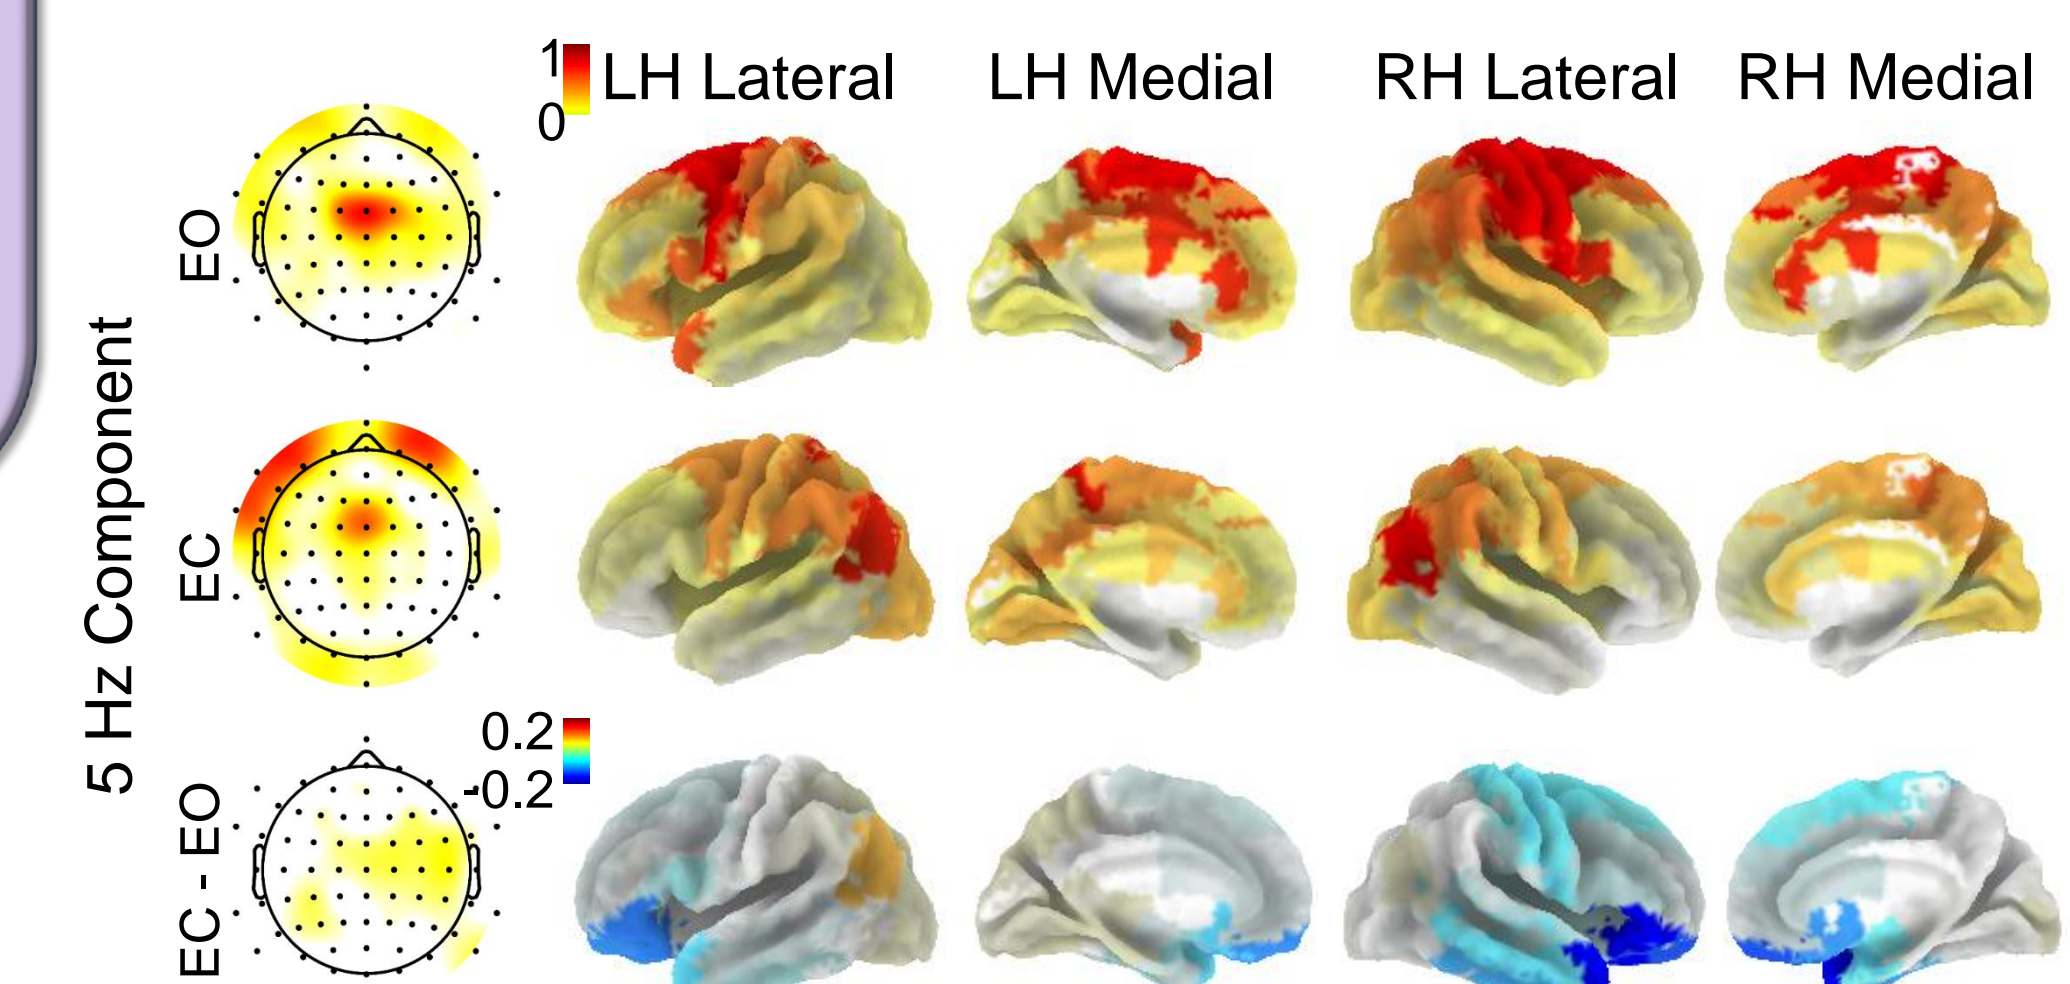 1
0
LH Lateral
LH Medial
RH Lateral
RH Medial
5 Hz Component
EO
EC
EC - EO
0.2
-0.2